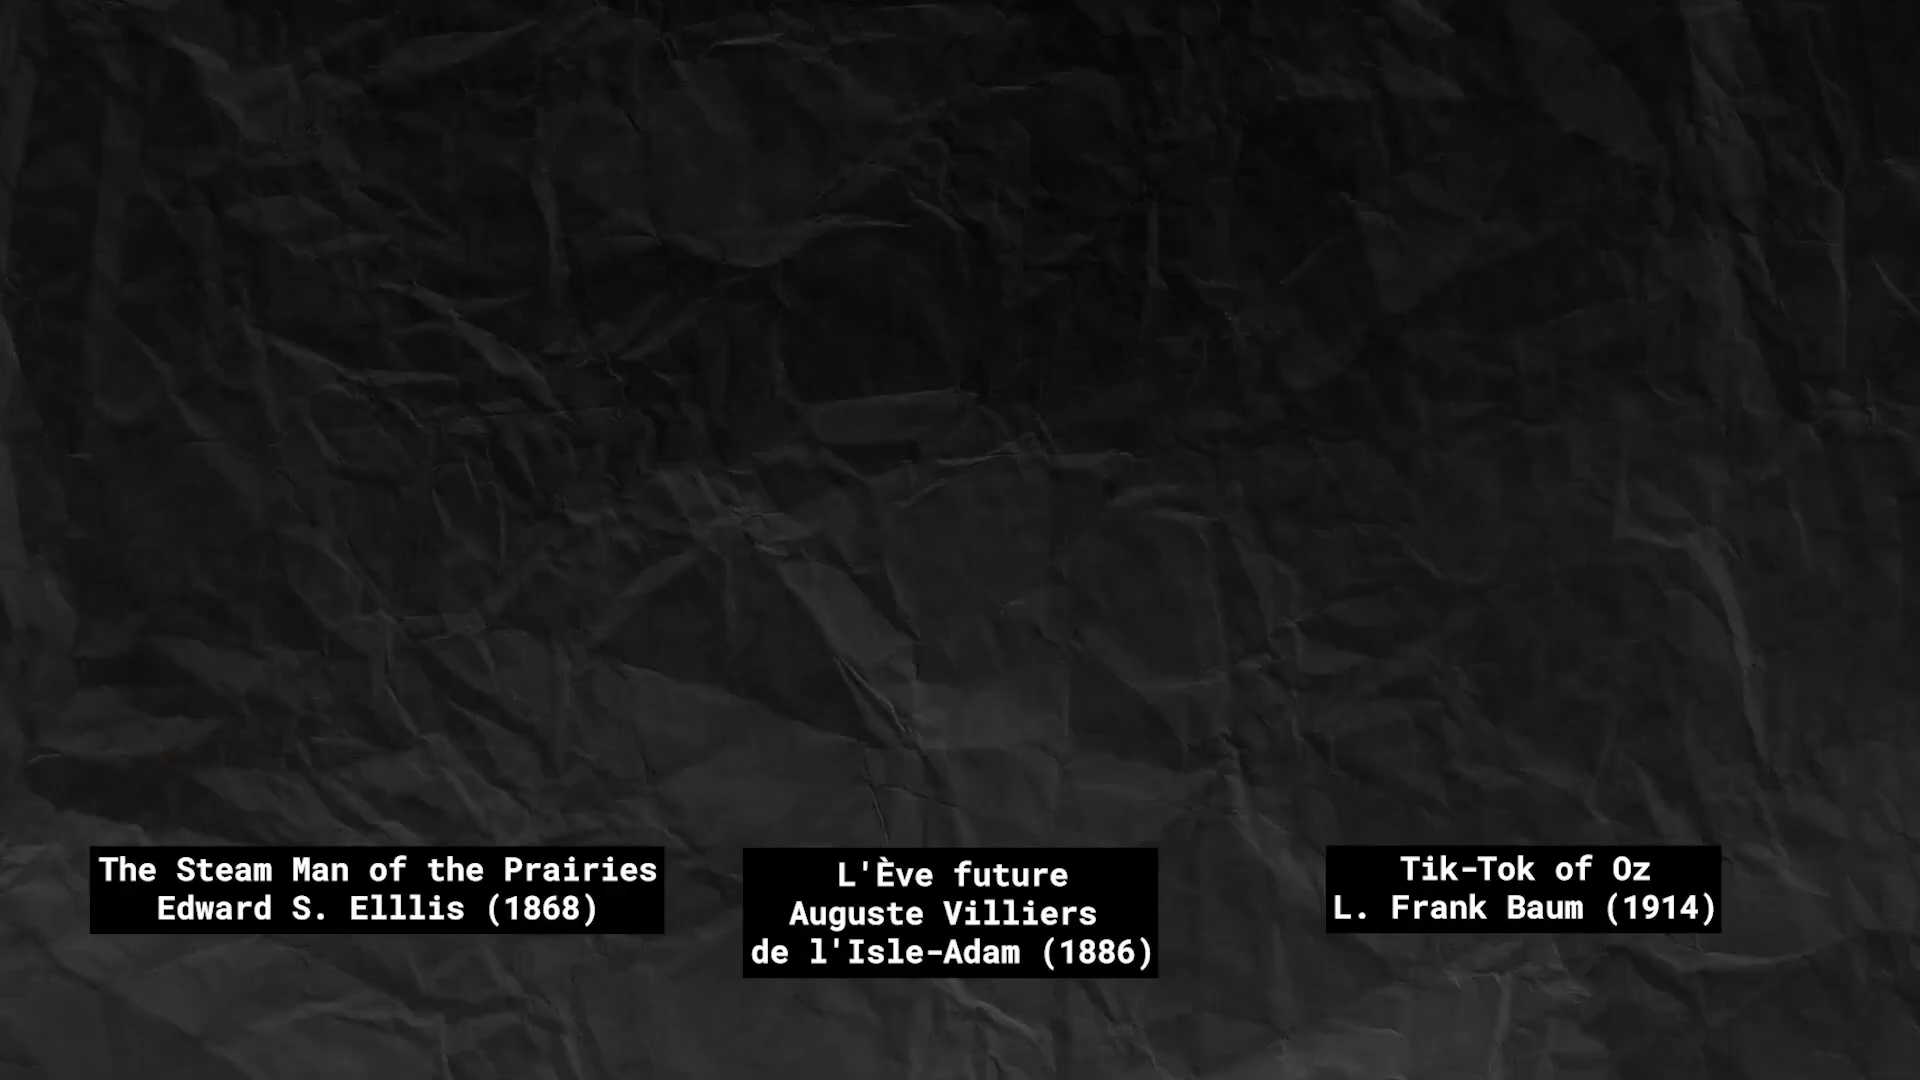 The Steam Man of the Prairies
Edward S. Elllis (1868)
L'Ève future
Auguste Villiers
de l'Isle-Adam (1886)
Tik-Tok of Oz
L. Frank Baum (1914)